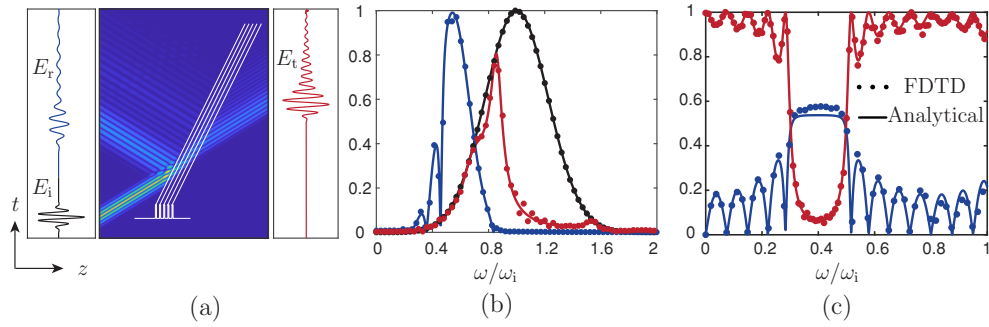 E_r
E_i
t
z
E_t
(a)
1
0.8
0.6
0.4
0.2
0
0 0.4 0.8 1.2 1.6 2
ω/ω_i
(b)
1
0.8
0.6
0.4
0.2
0
0 0.2 0.4 0.6 0.8 1
ω/ω_i
FDTD
Analytical
(c)